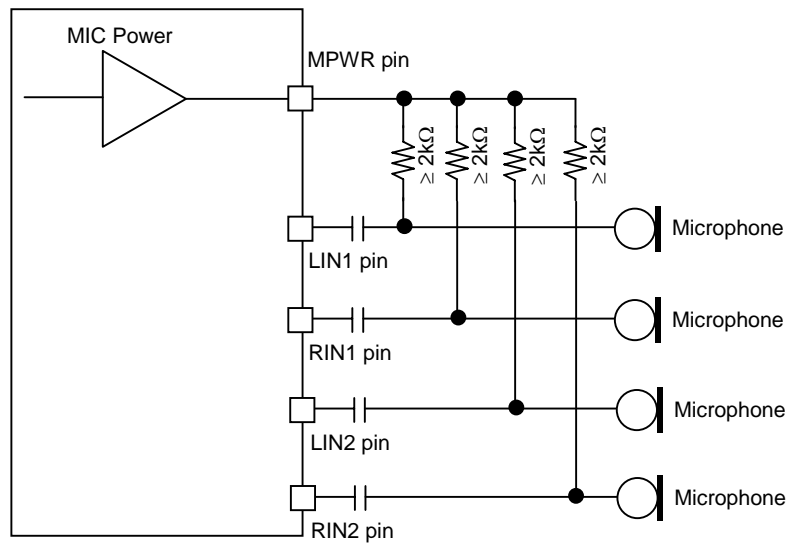 MIC Power
MPWR pin
≥ 2kΩ
≥ 2kΩ
≥ 2kΩ
≥ 2kΩ
LIN1 pin
Microphone
RIN1 pin
Microphone
LIN2 pin
Microphone
RIN2 pin
Microphone